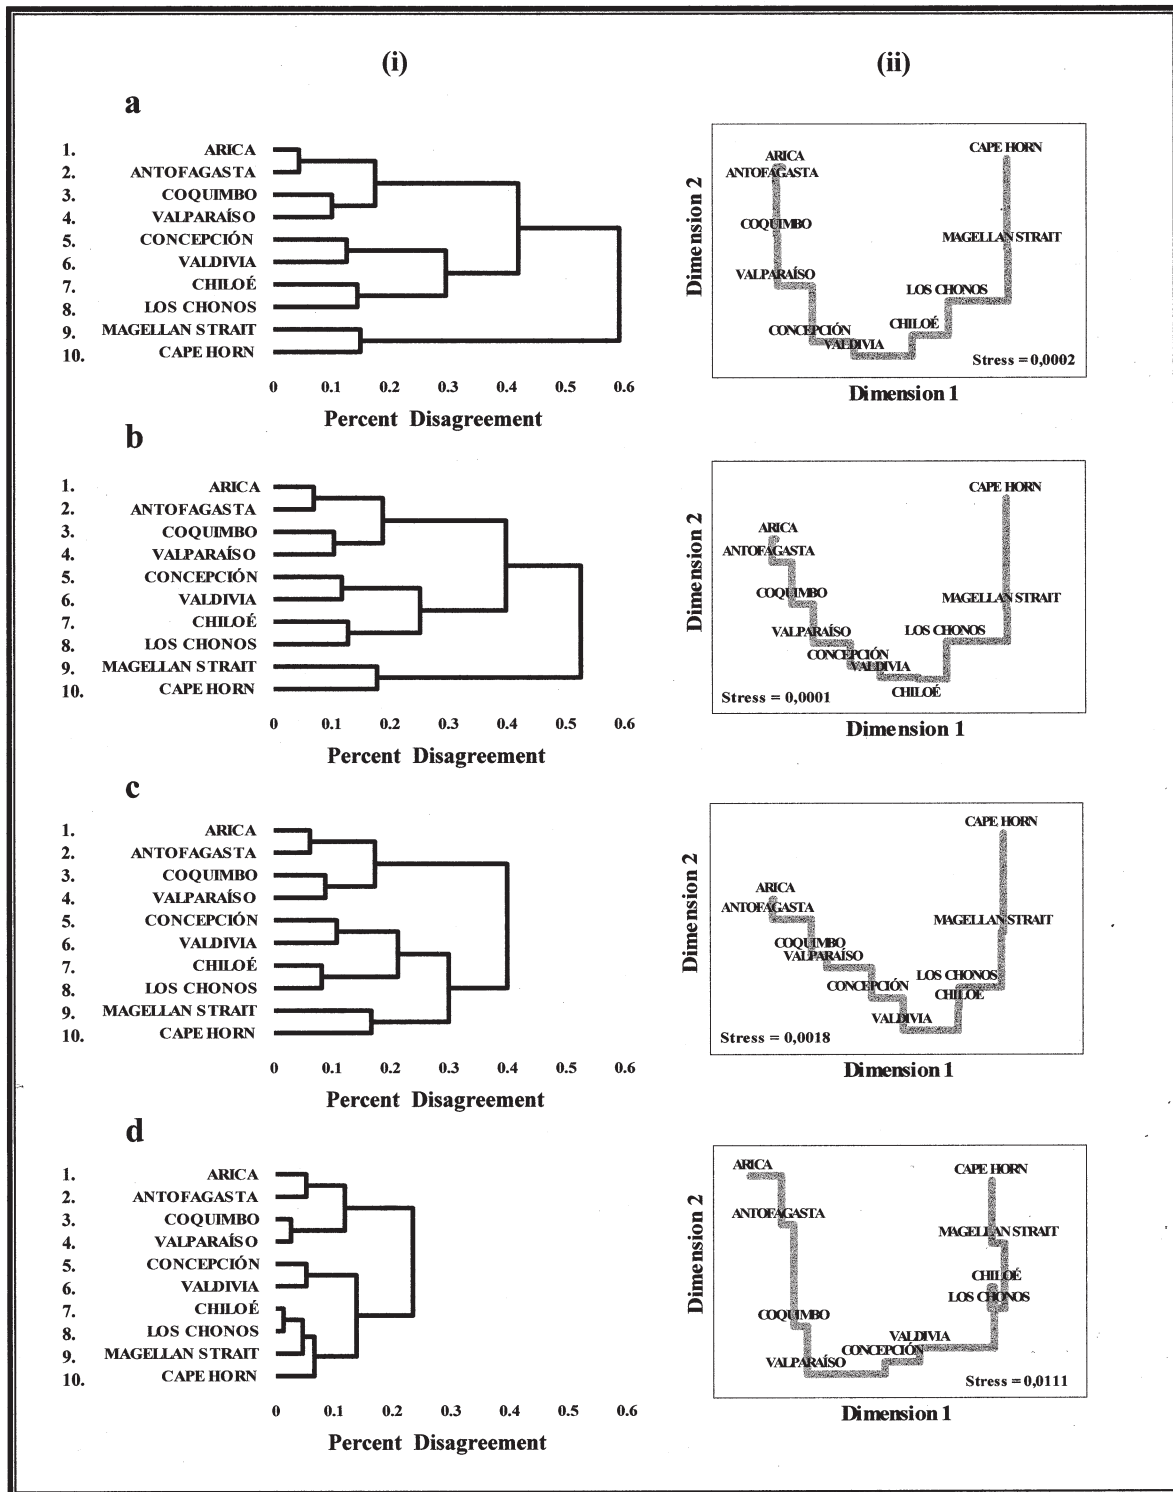 (i)
(ii)
a
1. ARICA
2. ANTOFAGASTA
3. COQUIMBO
4. VALPARAÍSO
5. CONCEPCIÓN
6. VALDIVIA
7. CHILOÉ
8. LOS CHONOS
9. MAGELLAN STRAIT
10. CAPE HORN
0 0.1 0.2 0.3 0.4 0.5 0.6
Percent Disagreement
Dimension 2
ARICA
CAPE HORN
ANTOFAGASTA
COQUIMBO
MAGELLAN STRAIT
VALPARAÍSO
LOS CHONOS
CHILOÉ
CONCEPCIÓN
VALDIVIA
Stress = 0,0002
Dimension 1
b
1. ARICA
2. ANTOFAGASTA
3. COQUIMBO
4. VALPARAÍSO
5. CONCEPCIÓN
6. VALDIVIA
7. CHILOÉ
8. LOS CHONOS
9. MAGELLAN STRAIT
10. CAPE HORN
0 0.1 0.2 0.3 0.4 0.5 0.6
Percent Disagreement
Dimension 2
CAPE HORN
ARICA
ANTOFAGASTA
COQUIMBO
MAGELLAN STRAIT
VALPARAÍSO
LOS CHONOS
CONCEPCIÓN
VALDIVIA
CHILOÉ
Stress = 0,0001
Dimension 1
c
1. ARICA
2. ANTOFAGASTA
3. COQUIMBO
4. VALPARAÍSO
5. CONCEPCIÓN
6. VALDIVIA
7. CHILOÉ
8. LOS CHONOS
9. MAGELLAN STRAIT
10. CAPE HORN
0 0.1 0.2 0.3 0.4 0.5 0.6
Percent Disagreement
Dimension 2
CAPE HORN
ARICA
ANTOFAGASTA
MAGELLAN STRAIT
COQUIMBO
VALPARAÍSO
LOS CHONOS
CONCEPCIÓN
CHILOÉ
VALDIVIA
Stress = 0,0018
Dimension 1
d
1. ARICA
2. ANTOFAGASTA
3. COQUIMBO
4. VALPARAÍSO
5. CONCEPCIÓN
6. VALDIVIA
7. CHILOÉ
8. LOS CHONOS
9. MAGELLAN STRAIT
10. CAPE HORN
0 0.1 0.2 0.3 0.4 0.5 0.6
Percent Disagreement
Dimension 2
ARICA
CAPE HORN
ANTOFAGASTA
MAGELLAN STRAIT
CHILOÉ
LOS CHONOS
COQUIMBO
VALDIVIA
CONCEPCIÓN
VALPARAÍSO
Stress = 0,0111
Dimension 1